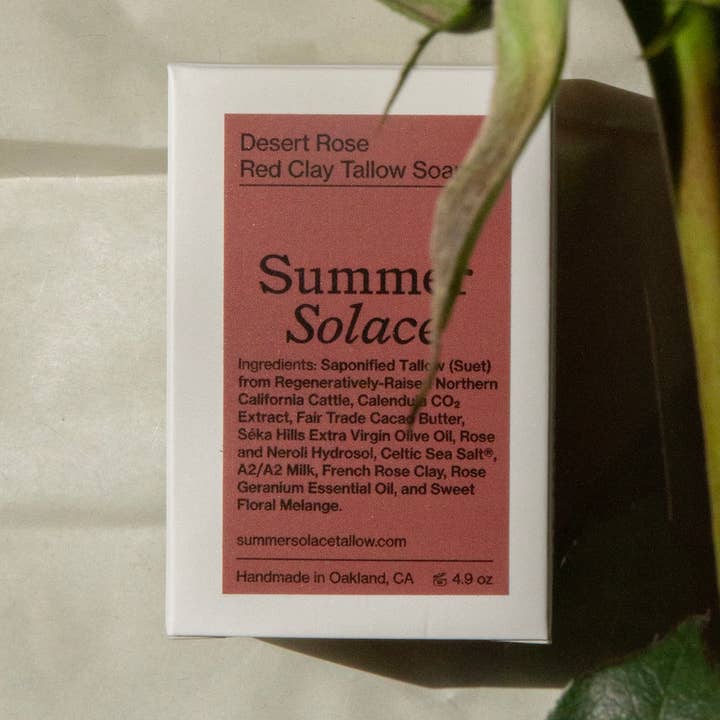 Desert Rose
Red Clay Tallow Soap
Summer
Solace
Ingredients: Saponified Tallow (Suet)
from Regeneratively-Raised Northern
California Cattle, Calendula CO₂
Extract, Fair Trade Cacao Butter,
Séka Hills Extra Virgin Olive Oil, Rose
and Neroli Hydrosol, Celtic Sea Salt®,
A2/A2 Milk, French Rose Clay, Rose
Geranium Essential Oil, and Sweet
Floral Melange.
summersolacetallow.com
Handmade in Oakland, CA 4.9 oz